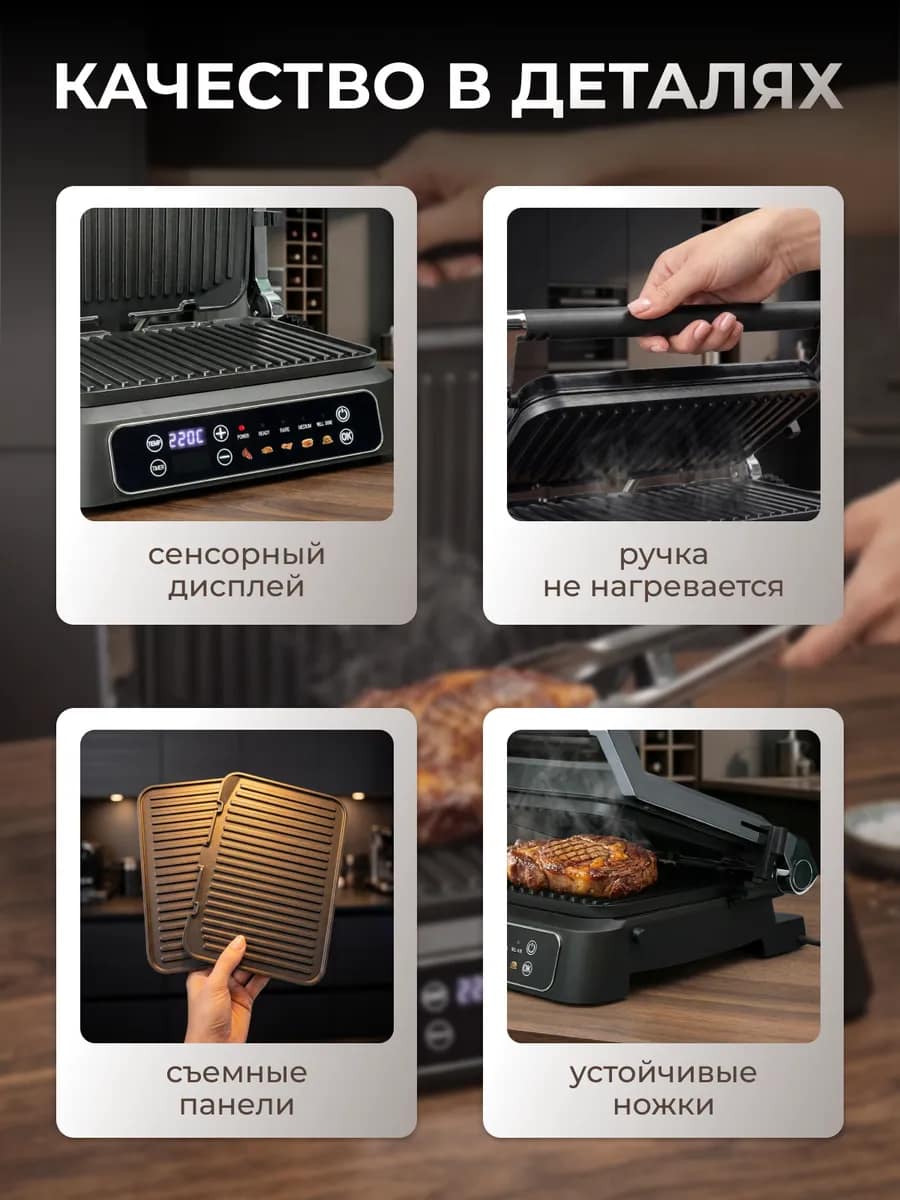 КАЧЕСТВО В ДЕТАЛЯХ
TEMP
220C
TIMER
POWER
READY
RARE
MEDIUM
WELL DONE
OK
сенсорный
дисплей
ручка
не нагревается
OK
съемные
панели
устойчивые
ножки